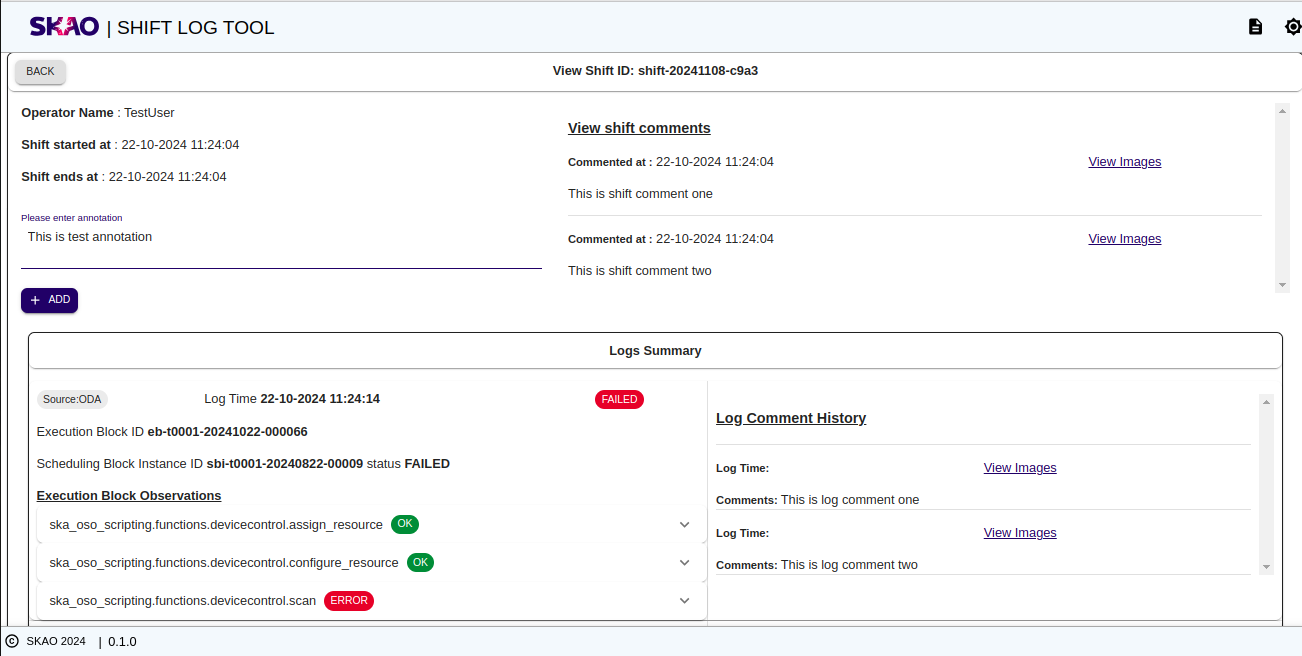 SKAO | SHIFT LOG TOOL
BACK
View Shift ID: shift-20241108-c9a3
Operator Name : TestUser
Shift started at : 22-10-2024 11:24:04
Shift ends at : 22-10-2024 11:24:04
Please enter annotation
This is test annotation
+ ADD
View shift comments
Commented at : 22-10-2024 11:24:04
View Images
This is shift comment one
Commented at : 22-10-2024 11:24:04
View Images
This is shift comment two
Logs Summary
Source:ODA
Log Time 22-10-2024 11:24:14
FAILED
Execution Block ID eb-t0001-20241022-000066
Scheduling Block Instance ID sbi-t0001-20240822-00009 status FAILED
Execution Block Observations
ska_oso_scripting.functions.devicecontrol.assign_resource OK
ska_oso_scripting.functions.devicecontrol.configure_resource OK
ska_oso_scripting.functions.devicecontrol.scan ERROR
Log Comment History
Log Time:
View Images
Comments: This is log comment one
Log Time:
View Images
Comments: This is log comment two
© SKAO 2024 | 0.1.0